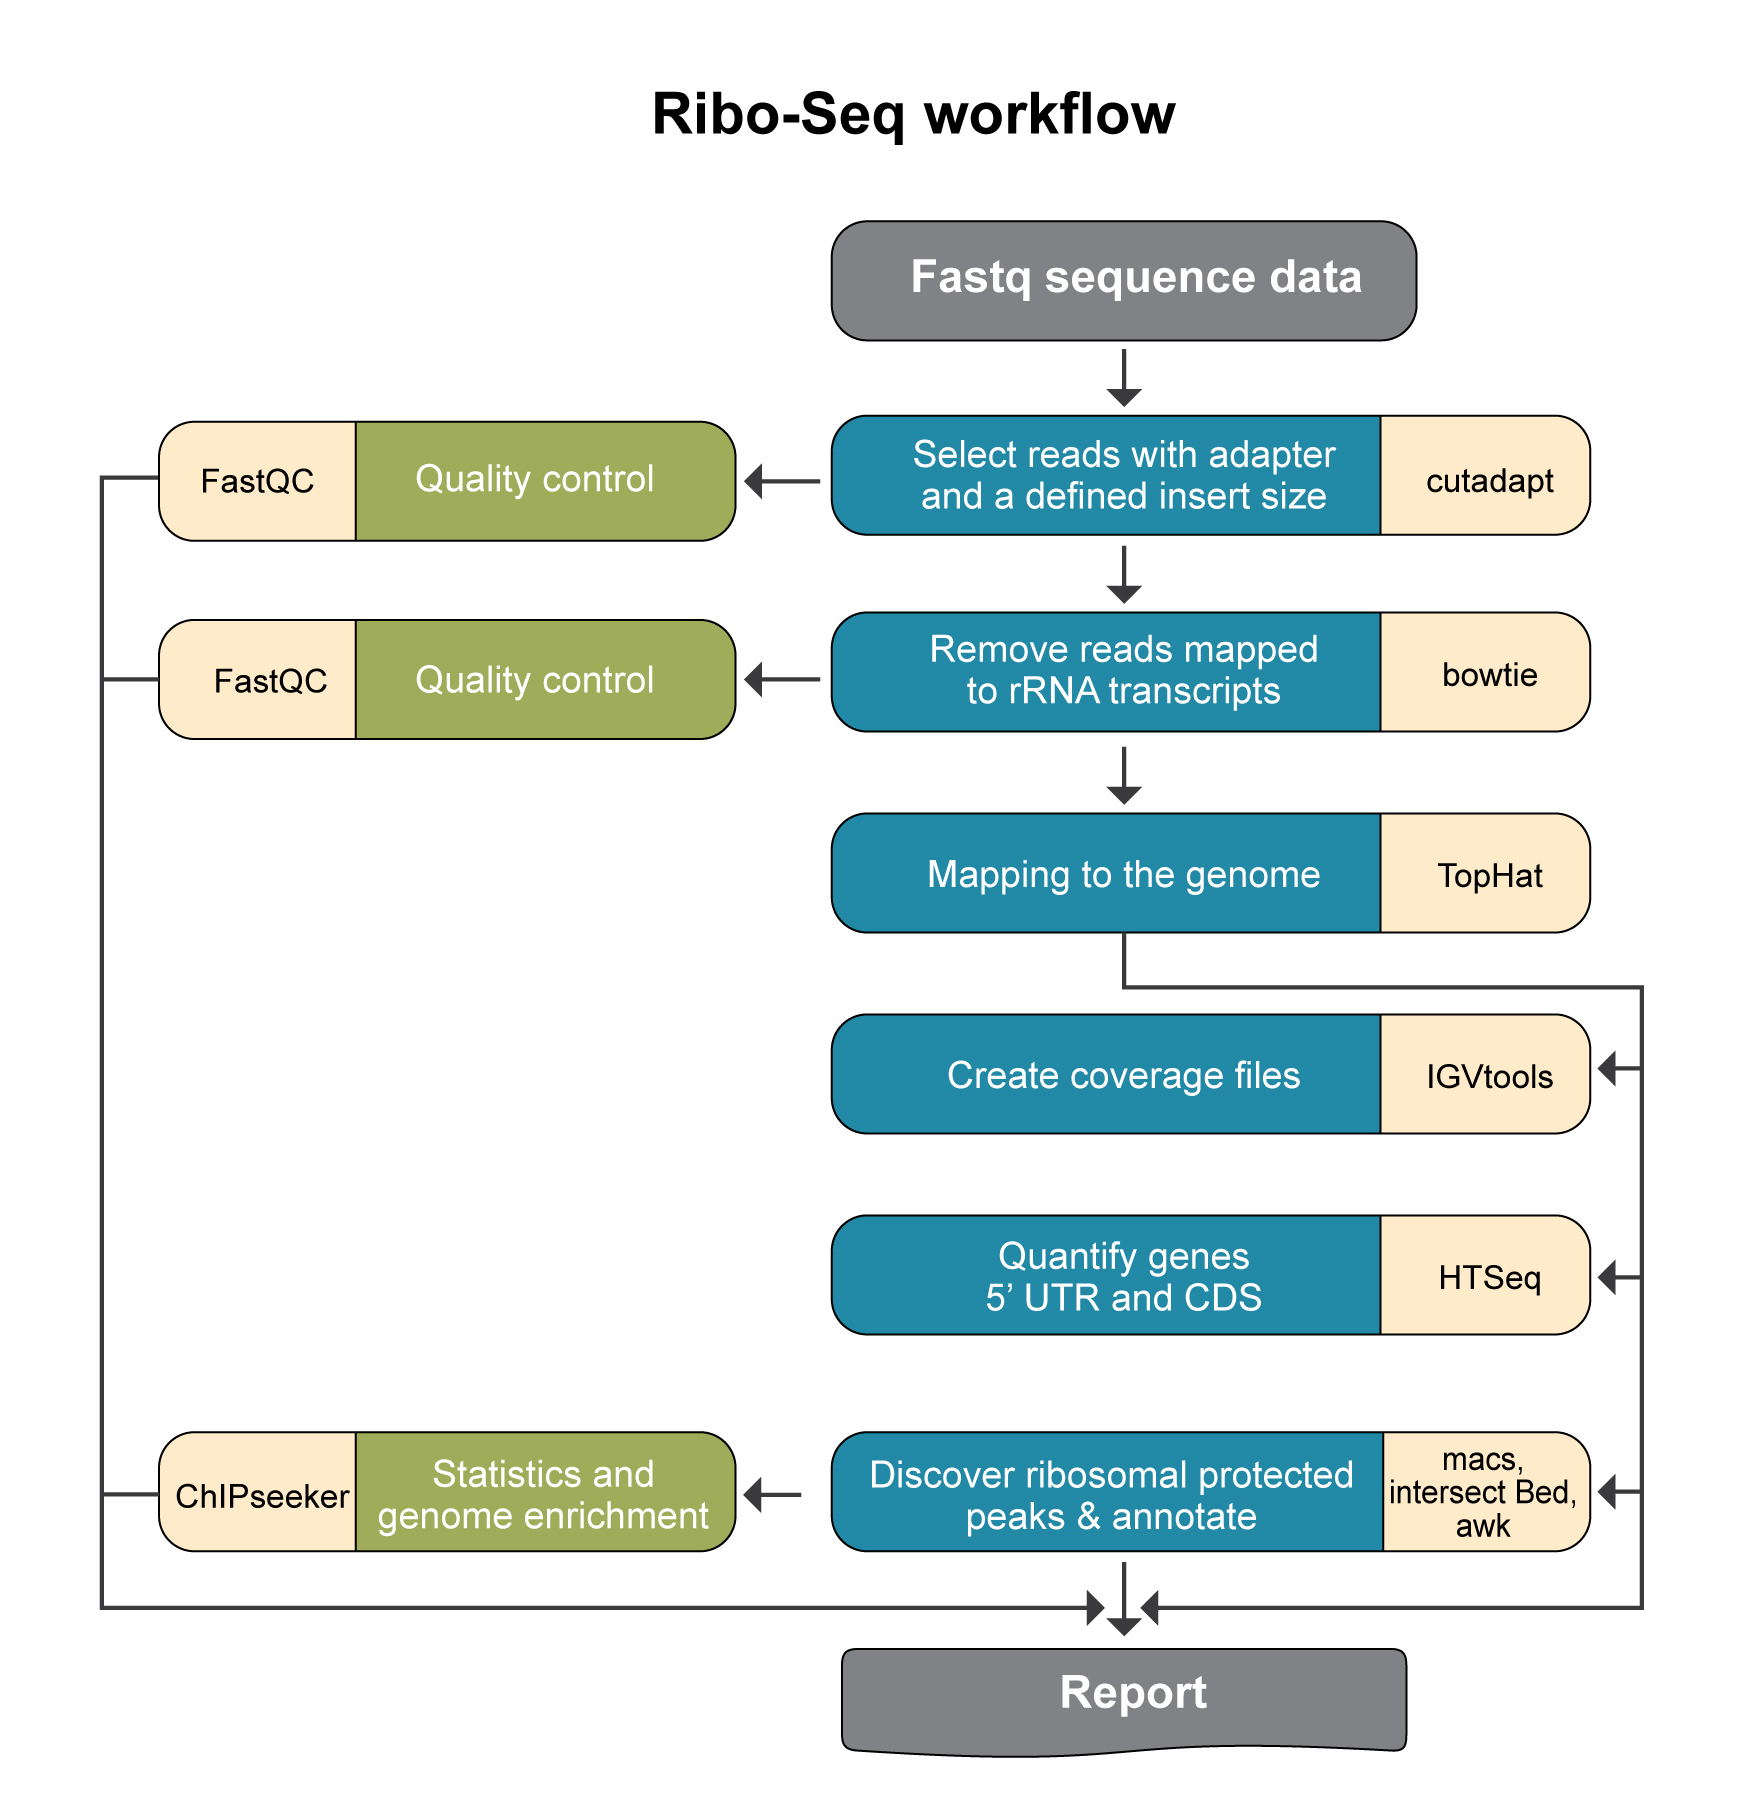 Ribo-Seq workflow
Fastq sequence data
FastQC
Quality control
Select reads with adapter
and a defined insert size
cutadapt
FastQC
Quality control
Remove reads mapped
to rRNA transcripts
bowtie
Mapping to the genome
TopHat
Create coverage files
IGVtools
Quantify genes
5’ UTR and CDS
HTSeq
ChIPseeker
Statistics and
genome enrichment
Discover ribosomal protected
peaks & annotate
macs,
intersect Bed,
awk
Report